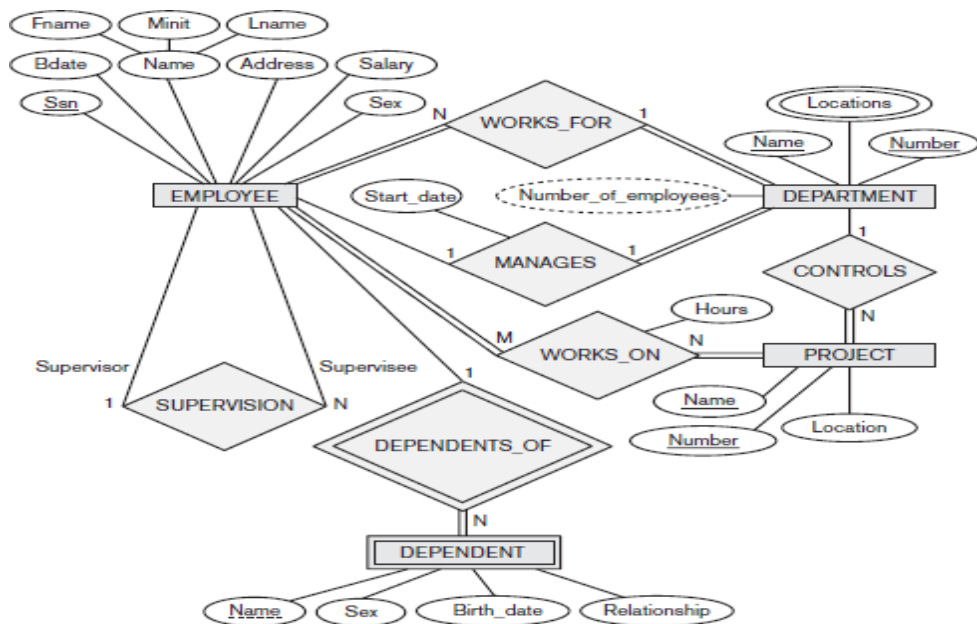 Fname
Minit
Lname
Bdate
Name
Address
Salary
Ssn
Sex
N
WORKS_FOR
1
Locations
Name
Number
EMPLOYEE
Start_date
Number_of_employees
DEPARTMENT
1
MANAGES
1
1
CONTROLS
N
Hours
M
WORKS_ON
N
PROJECT
Supervisor
Supervisee
1
SUPERVISION
N
1
Name
Number
Location
DEPENDENTS_OF
N
DEPENDENT
Name
Sex
Birth_date
Relationship